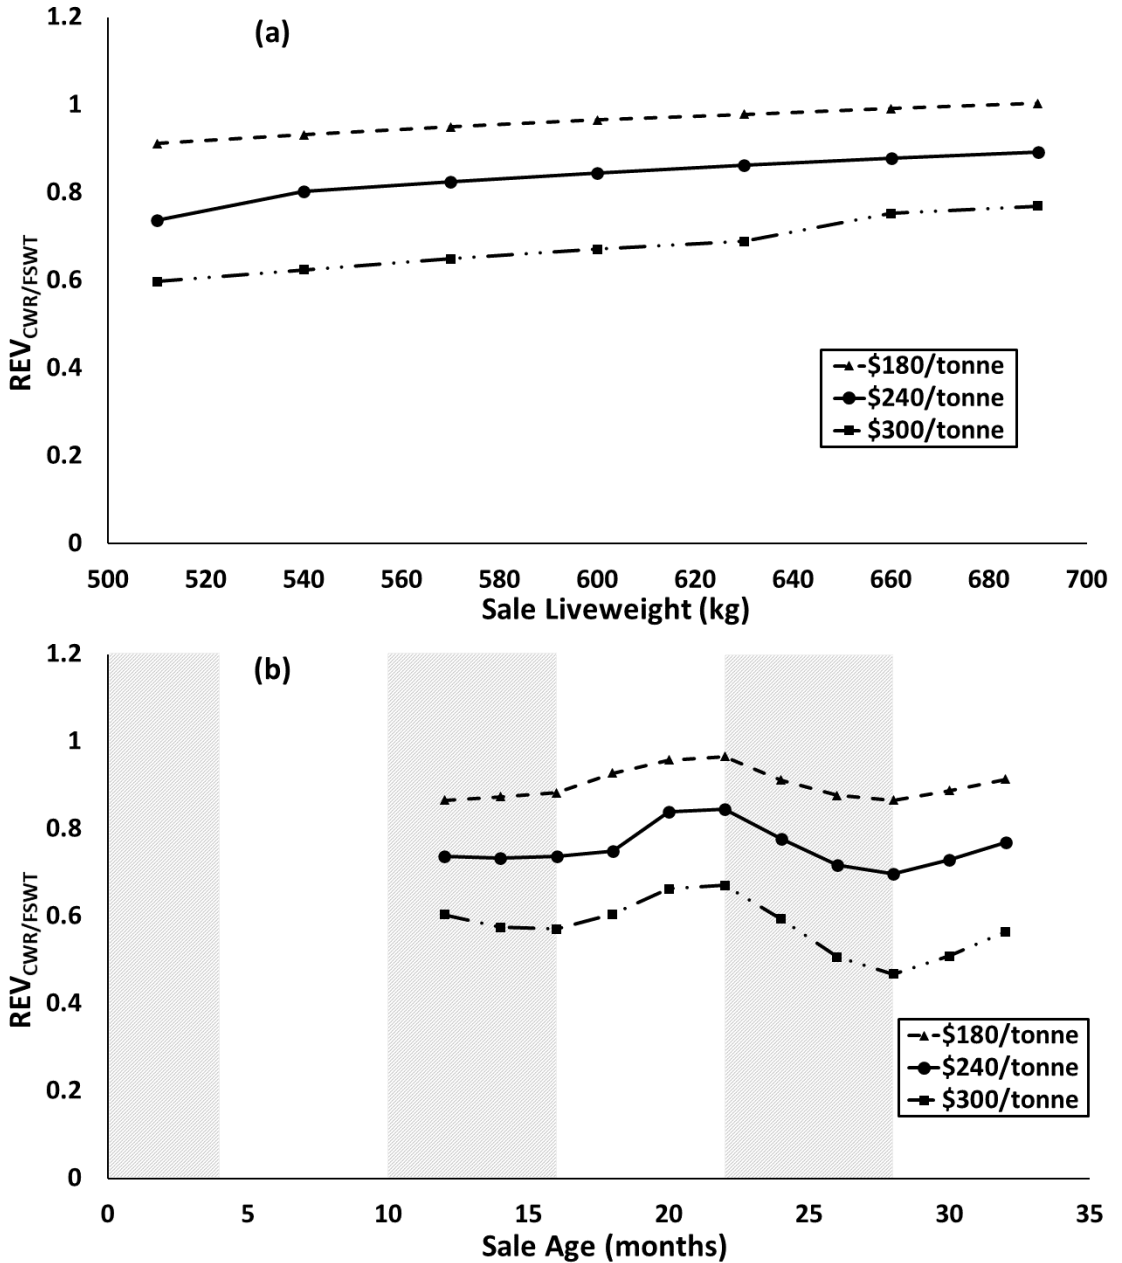 (a)
1.2
1
0.8
0.6
0.4
0.2
0
REV_CWR/FSWT
$180/tonne
$240/tonne
$300/tonne
500 520 540 560 580 600 620 640 660 680 700
Sale Liveweight (kg)
(b)
1.2
1
0.8
0.6
0.4
0.2
0
REV_CWR/FSWT
$180/tonne
$240/tonne
$300/tonne
0 5 10 15 20 25 30 35
Sale Age (months)